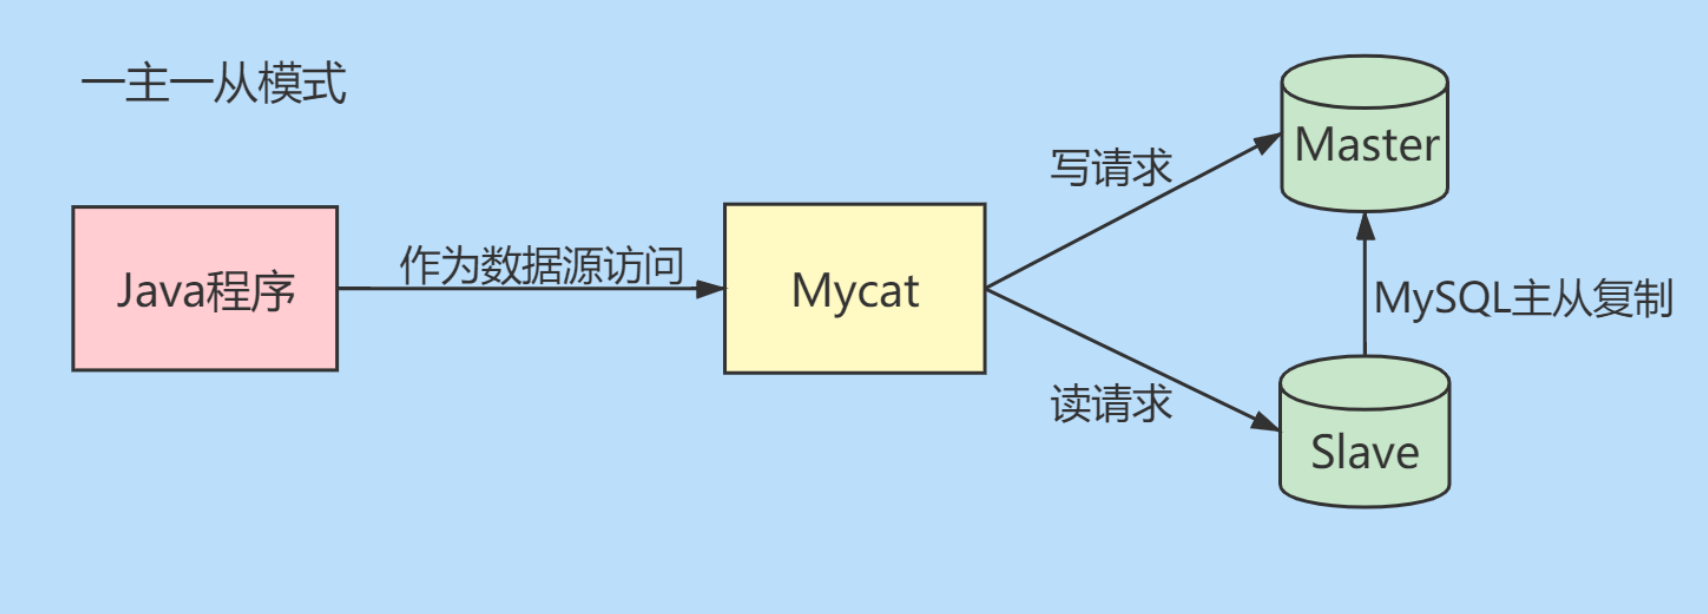 一主一从模式
Java程序
作为数据源访问
Mycat
写请求
读请求
Master
MySQL主从复制
Slave